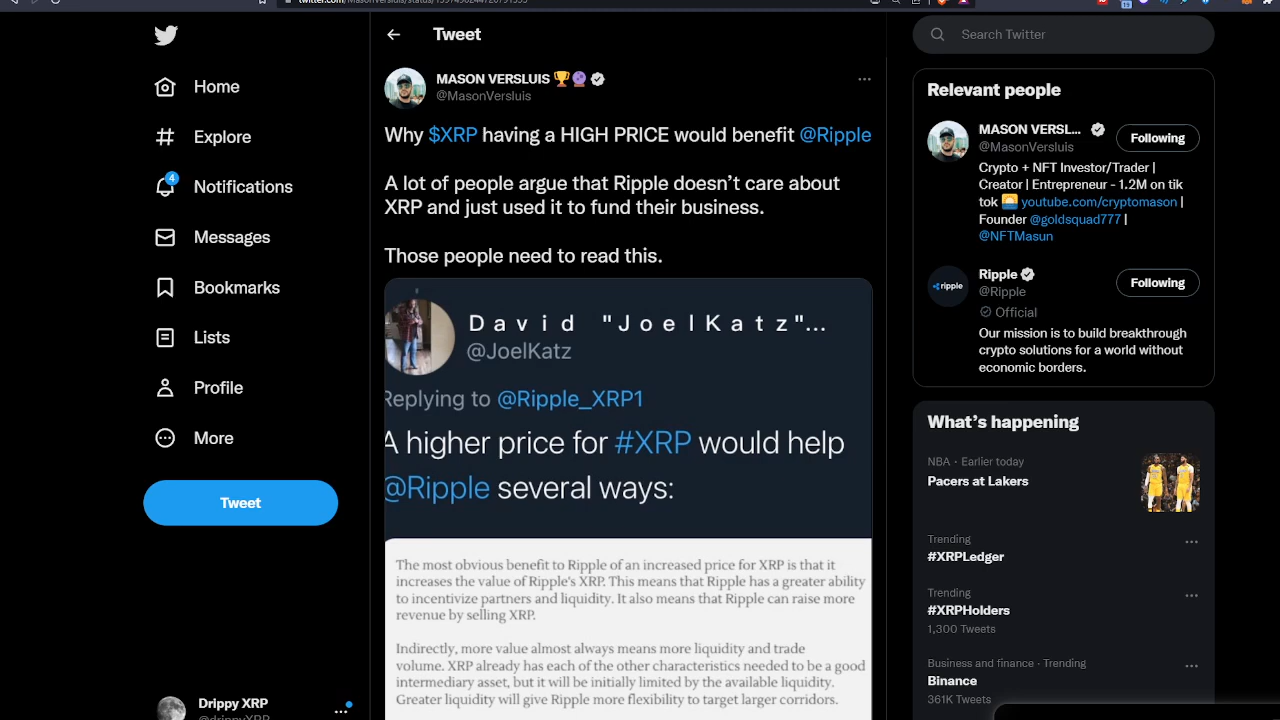 Tweet
Search Twitter
Home
Explore
4
Notifications
Messages
Bookmarks
Lists
Profile
More
Tweet
Drippy XRP
MASON VERSLUIS
@MasonVersluis
Why $XRP having a HIGH PRICE would benefit @Ripple
A lot of people argue that Ripple doesn’t care about
XRP and just used it to fund their business.
Those people need to read this.
David "JoelKatz"...
@JoelKatz
Replying to @Ripple_XRP1
A higher price for #XRP would help
@Ripple several ways:
The most obvious benefit to Ripple of an increased price for XRP is that it
increases the value of Ripple's XRP. This means that Ripple has a greater ability
to incentivize partners and liquidity. It also means that Ripple can raise more
revenue by selling XRP.
Indirectly, more value almost always means more liquidity and trade
volume. XRP already has each of the other characteristics needed to be a good
intermediary asset, but it will be initially limited by the available liquidity.
Greater liquidity will give Ripple more flexibility to target larger corridors.
Relevant people
MASON VERSL...
@MasonVersluis
Following
Crypto + NFT Investor/Trader |
Creator | Entrepreneur - 1.2M on tik
tok youtube.com/cryptomason |
Founder @goldsquad777 |
@NFTMasun
ripple
Ripple
@Ripple
Following
Official
Our mission is to build breakthrough
crypto solutions for a world without
economic borders.
What’s happening
NBA · Earlier today
Pacers at Lakers
Trending
#XRPLedger
Trending
#XRPHolders
1,300 Tweets
Business and finance · Trending
Binance
361K Tweets